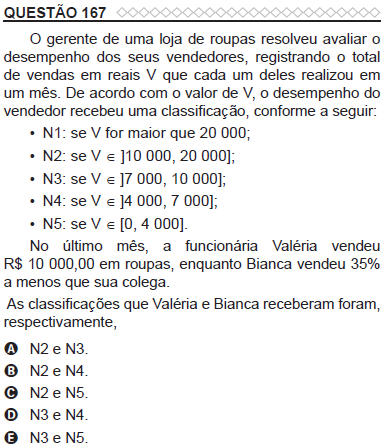 QUESTÃO 167
O gerente de uma loja de roupas resolveu avaliar o
desempenho dos seus vendedores, registrando o total
de vendas em reais V que cada um deles realizou em
um mês. De acordo com o valor de V, o desempenho do
vendedor recebeu uma classificação, conforme a seguir:
• N1: se V for maior que 20 000;
• N2: se V ∈ ]10 000, 20 000];
• N3: se V ∈ ]7 000, 10 000];
• N4: se V ∈ ]4 000, 7 000];
• N5: se V ∈ [0, 4 000].
No último mês, a funcionária Valéria vendeu
R$ 10 000,00 em roupas, enquanto Bianca vendeu 35%
a menos que sua colega.
As classificações que Valéria e Bianca receberam foram,
respectivamente,
A N2 e N3.
B N2 e N4.
C N2 e N5.
D N3 e N4.
E N3 e N5.